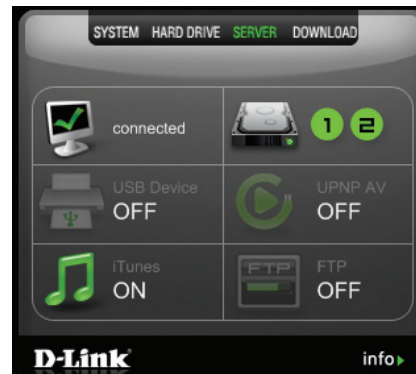 SYSTEM HARD DRIVE SERVER DOWNLOAD
connected
1 2
USB Device
OFF
UPNP AV
OFF
iTunes
ON
FTP
FTP
OFF
D-Link
info